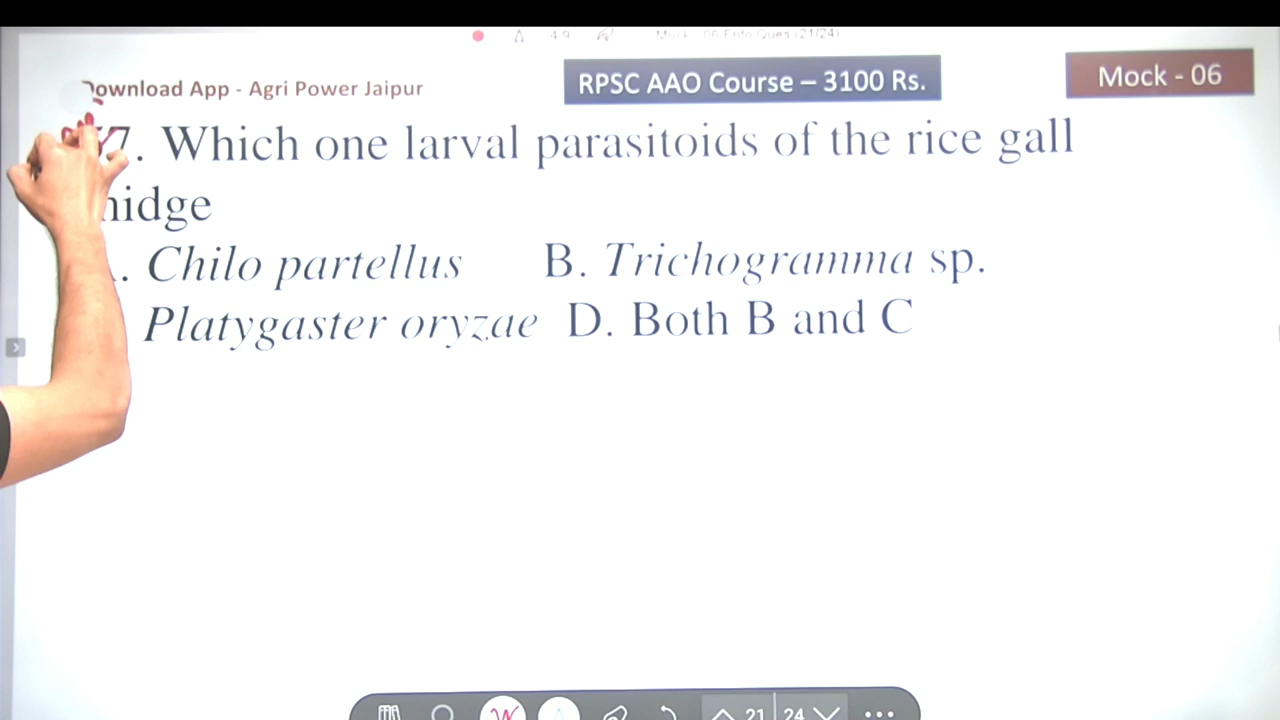 Download App - Agri Power Jaipur
RPSC AAO Course – 3100 Rs.
Mock - 06
7. Which one larval parasitoids of the rice gall
midge
. Chilo partellus B. Trichogramma sp.
Platygaster oryzae D. Both B and C
21 24